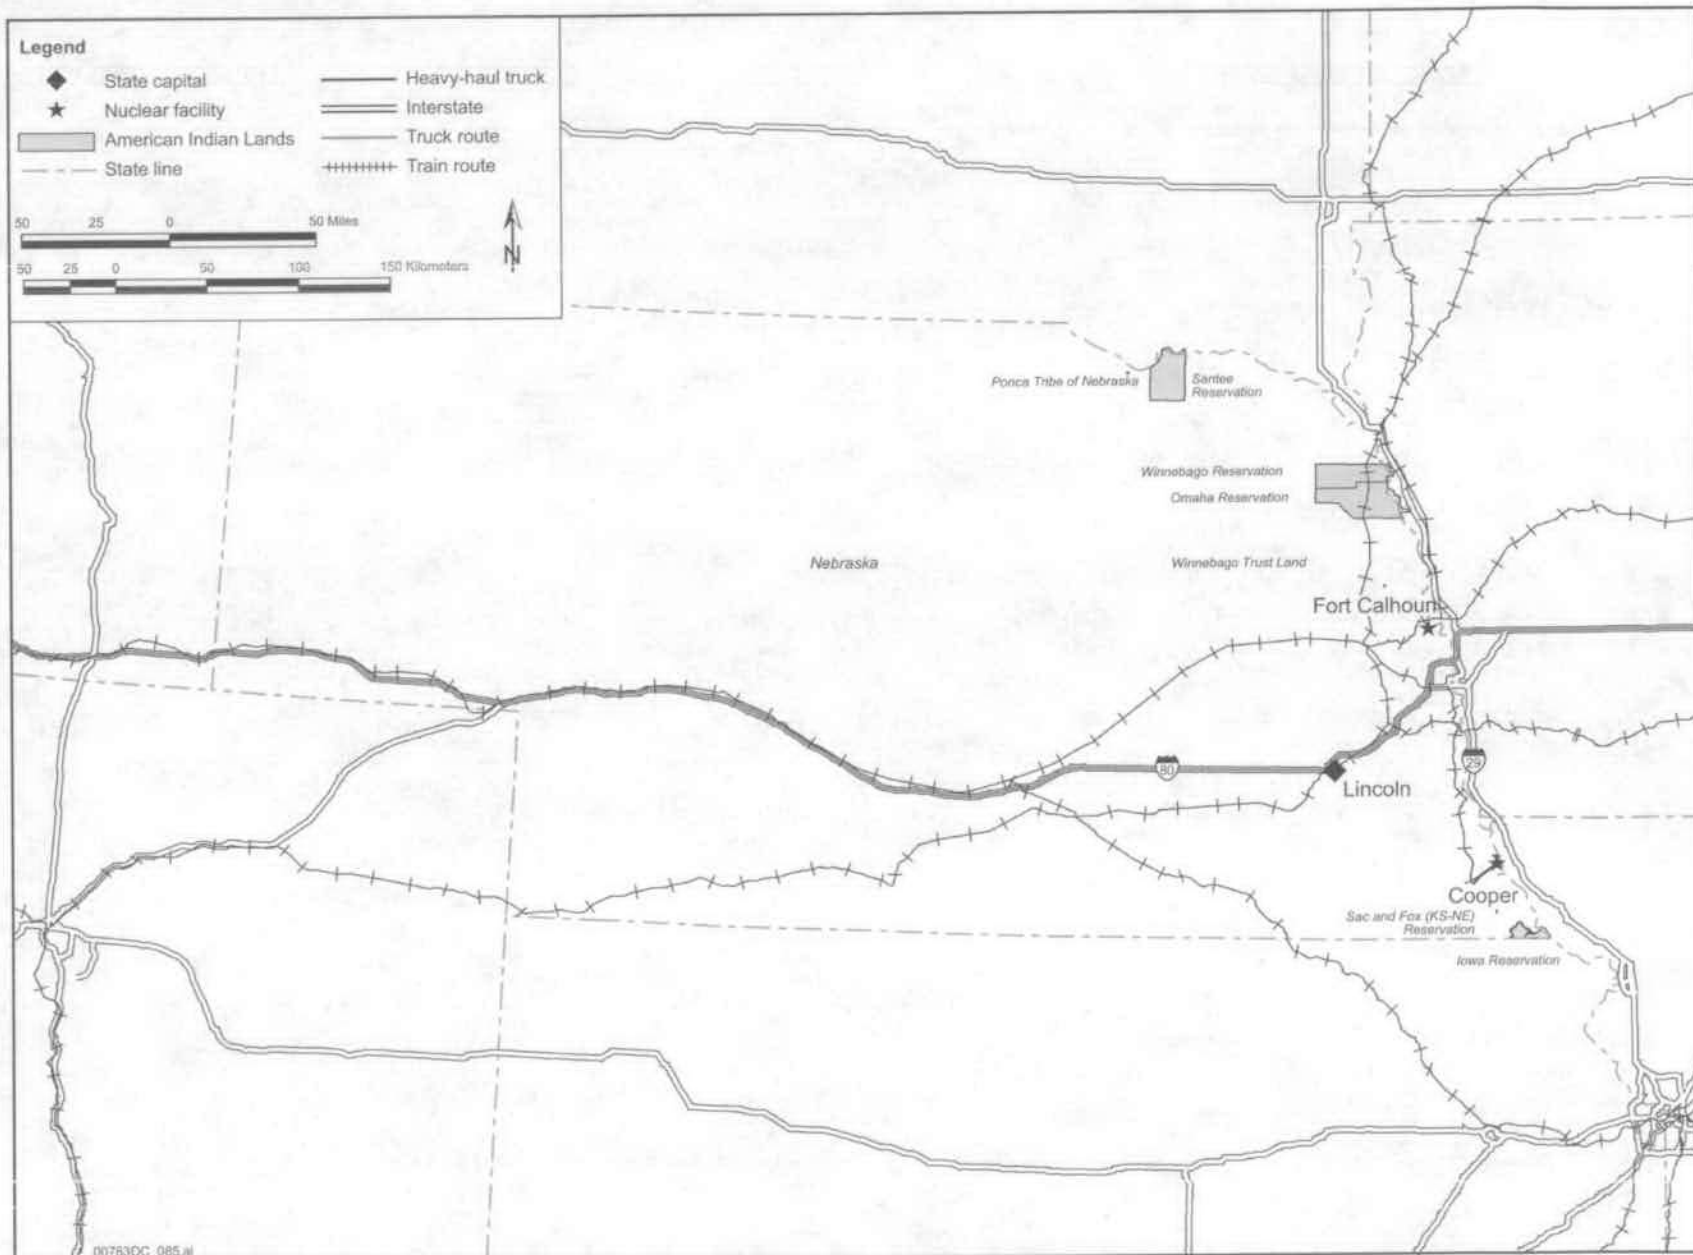 Legend
State capital
Nuclear facility
American Indian Lands
State line
Heavy-haul truck
Interstate
Truck route
Train route
50 25 0 50 Miles
50 25 0 50 100 150 Kilometers
N
Ponca Tribe of Nebraska
Santee
Reservation
Winnebago Reservation
Omaha Reservation
Nebraska
Winnebago Trust Land
Fort Calhoun
80
29
Lincoln
Cooper
Sac and Fox (KS-NE)
Reservation
Iowa Reservation
00783DC_085.ai